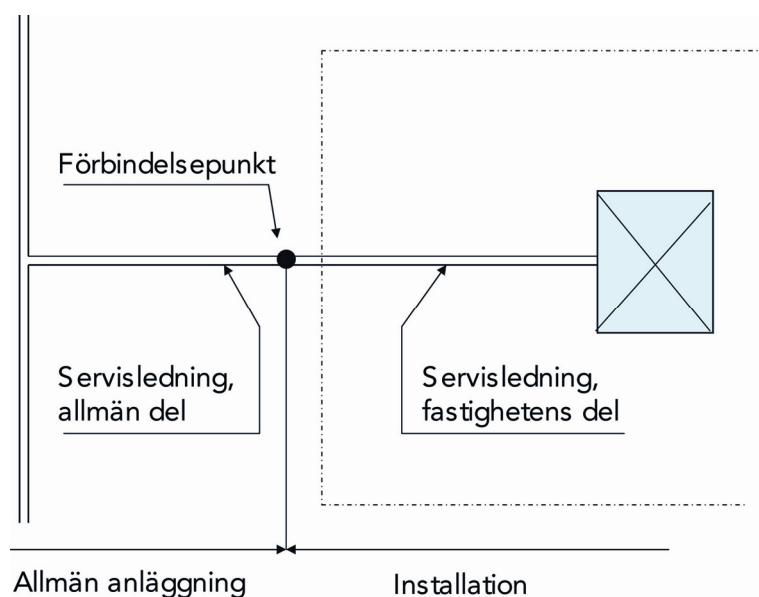 Förbindelsepunkt
Servisledning,
allmän del
Servisledning,
fastighetens del
Allmän anläggning
Installation